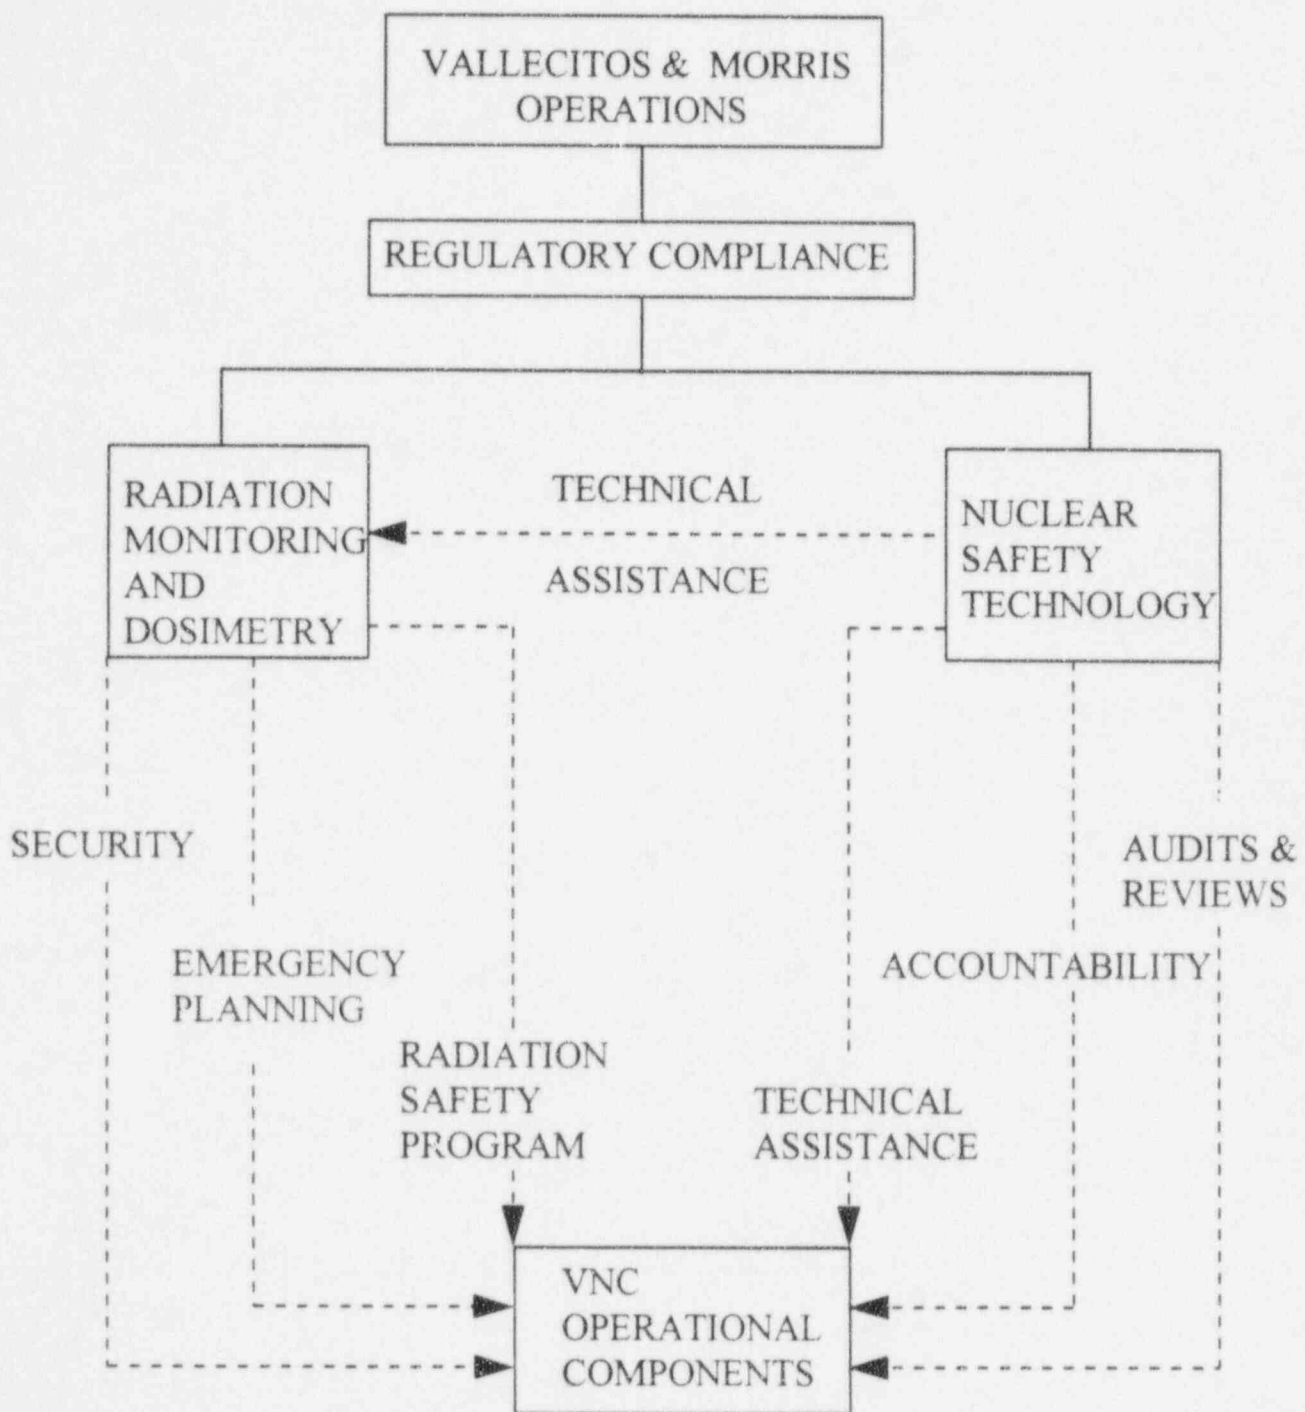 VALLECITOS & MORRIS
OPERATIONS
REGULATORY COMPLIANCE
RADIATION
MONITORING
AND
DOSIMETRY
TECHNICAL
ASSISTANCE
NUCLEAR
SAFETY
TECHNOLOGY
SECURITY
EMERGENCY
PLANNING
RADIATION
SAFETY
PROGRAM
TECHNICAL
ASSISTANCE
ACCOUNTABILITY
AUDITS &
REVIEWS
VNC
OPERATIONAL
COMPONENTS